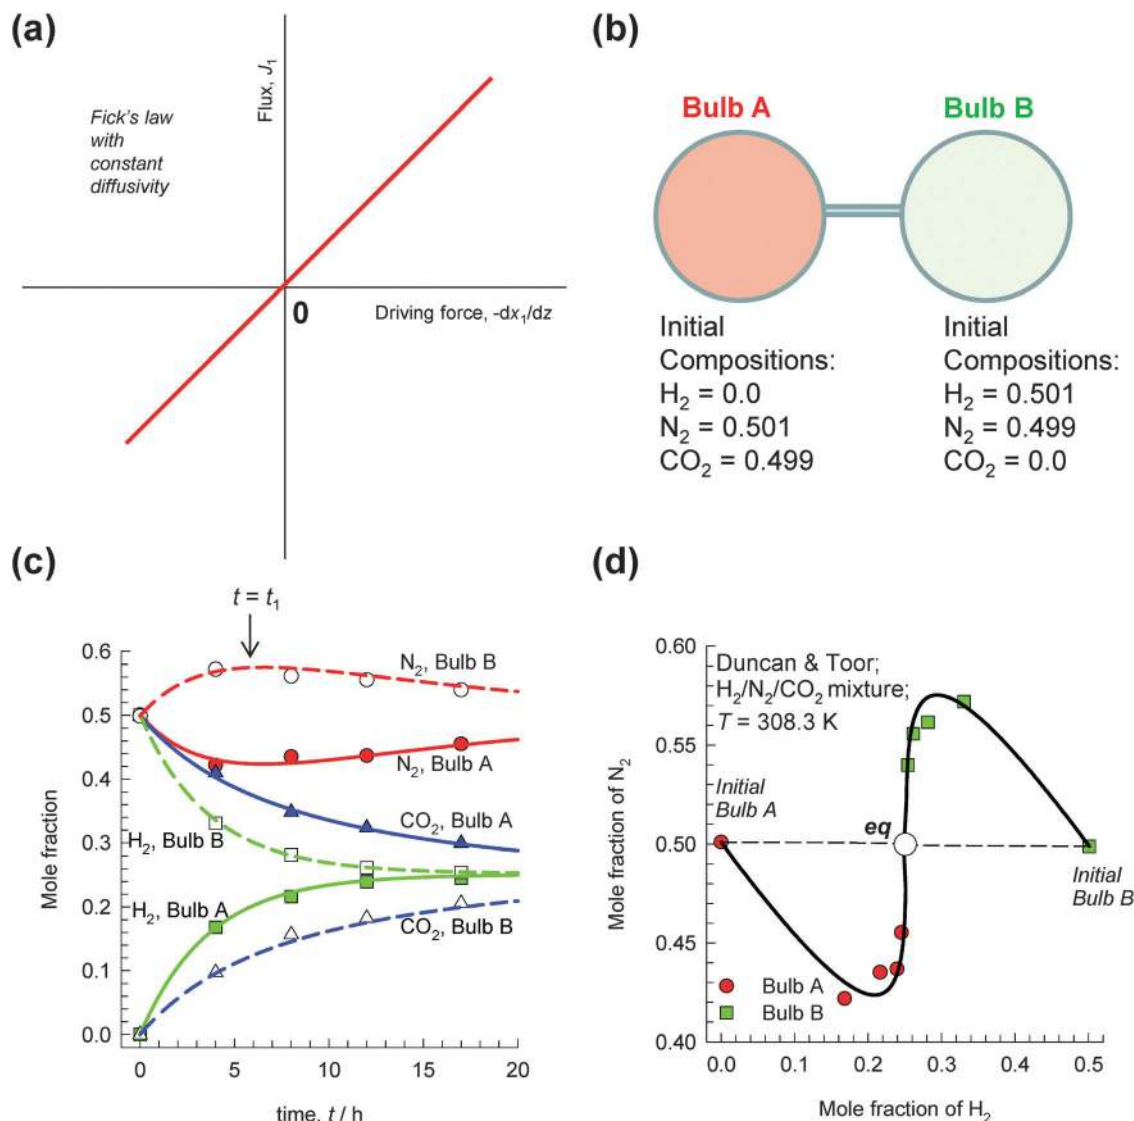 (a)
Flux, J₁
Fick's law
with
constant
diffusivity
0
Driving force, -dx₁/dz
(b)
Bulb A
Bulb B
Initial
Compositions:
H₂ = 0.0
N₂ = 0.501
CO₂ = 0.499
Initial
Compositions:
H₂ = 0.501
N₂ = 0.499
CO₂ = 0.0
(c)
t = t₁
0.6
0.5
0.4
0.3
0.2
0.1
0.0
Mole fraction
N₂, Bulb B
N₂, Bulb A
CO₂, Bulb A
H₂, Bulb B
H₂, Bulb A
CO₂, Bulb B
0 5 10 15 20
time, t / h
(d)
0.60
0.55
0.50
0.45
0.40
Mole fraction of N₂
Duncan & Toor;
H₂/N₂/CO₂ mixture;
T = 308.3 K
Initial
Bulb A
eq
Initial
Bulb B
Bulb A
Bulb B
0.0 0.1 0.2 0.3 0.4 0.5
Mole fraction of H₂